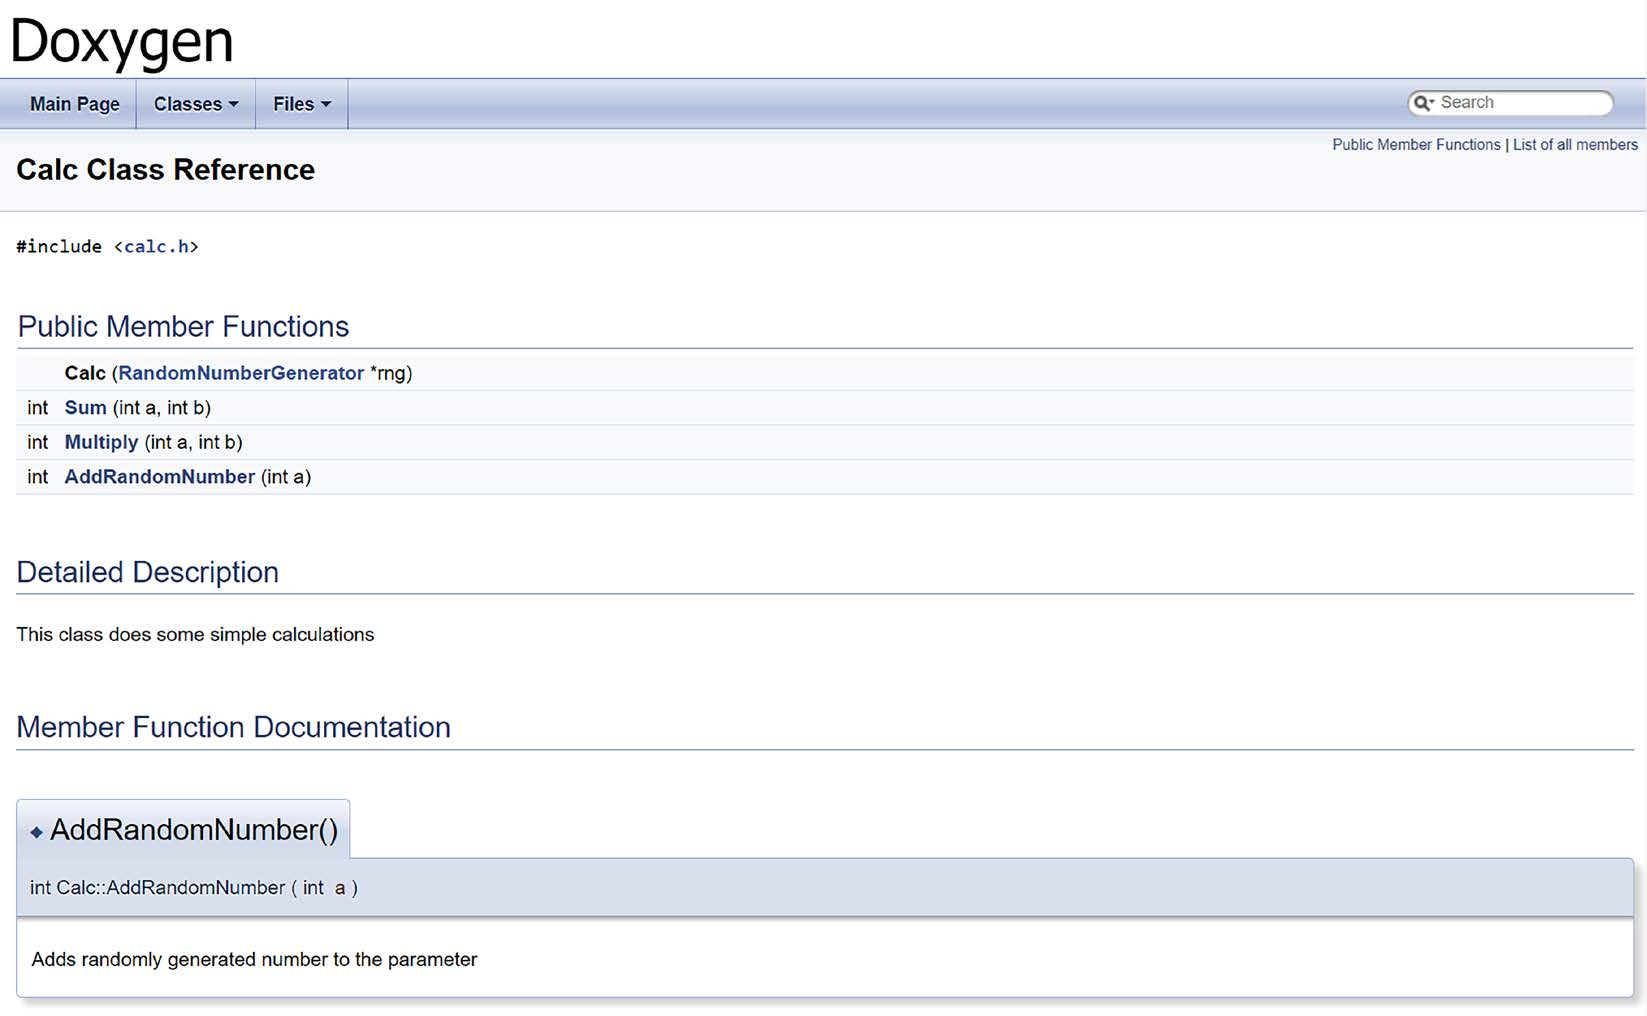 Doxygen
Main Page Classes Files Search
Public Member Functions | List of all members
Calc Class Reference
#include <calc.h>
Public Member Functions
Calc (RandomNumberGenerator *rng)
int Sum (int a, int b)
int Multiply (int a, int b)
int AddRandomNumber (int a)
Detailed Description
This class does some simple calculations
Member Function Documentation
◆ AddRandomNumber()
int Calc::AddRandomNumber ( int a )
Adds randomly generated number to the parameter